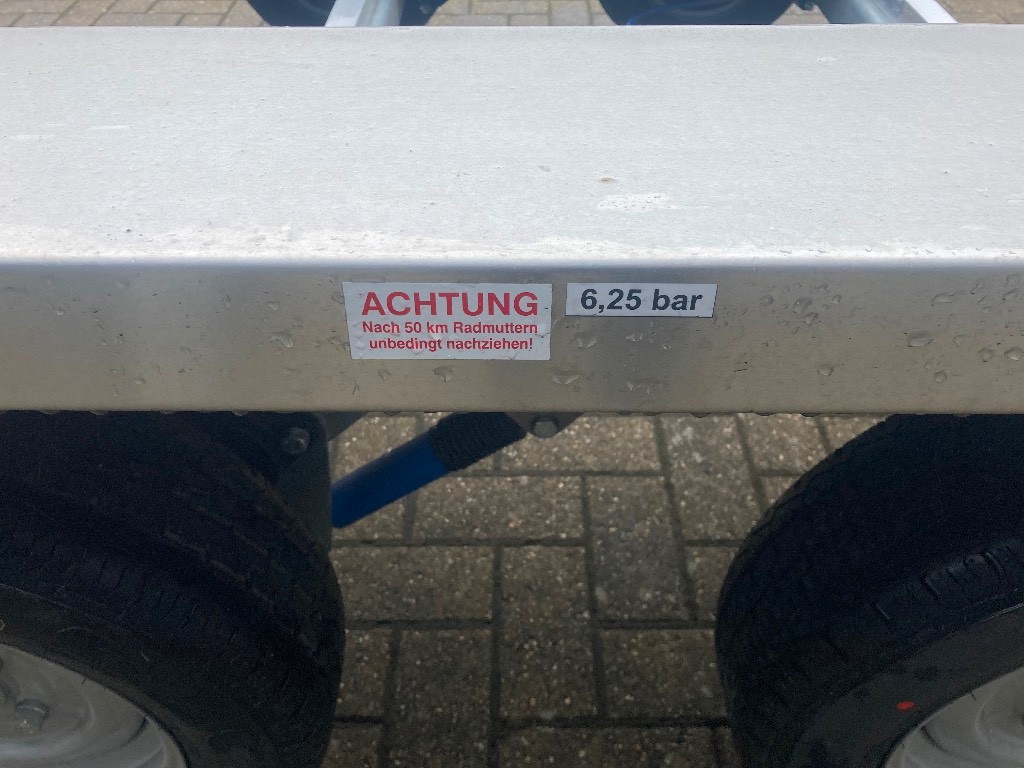 ACHTUNG
Nach 50 km Radmuttern
unbedingt nachziehen!
6,25 bar